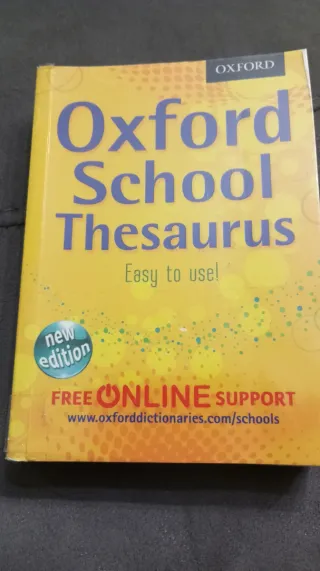 OXFORD
Oxford
School
Thesaurus
Easy to use!
new
edition
FREE ONLINE SUPPORT
www.oxforddictionaries.com/schools